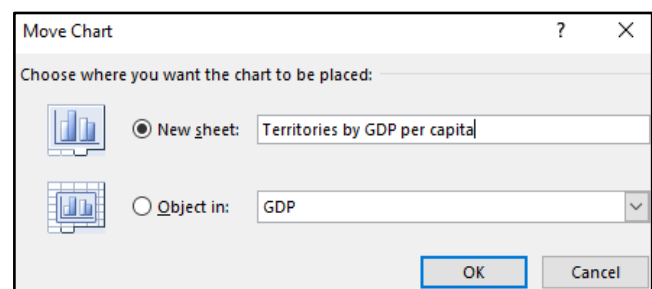 Move Chart ? ✕
Choose where you want the chart to be placed:
New sheet: Territories by GDP per capita
Object in: GDP
OK Cancel